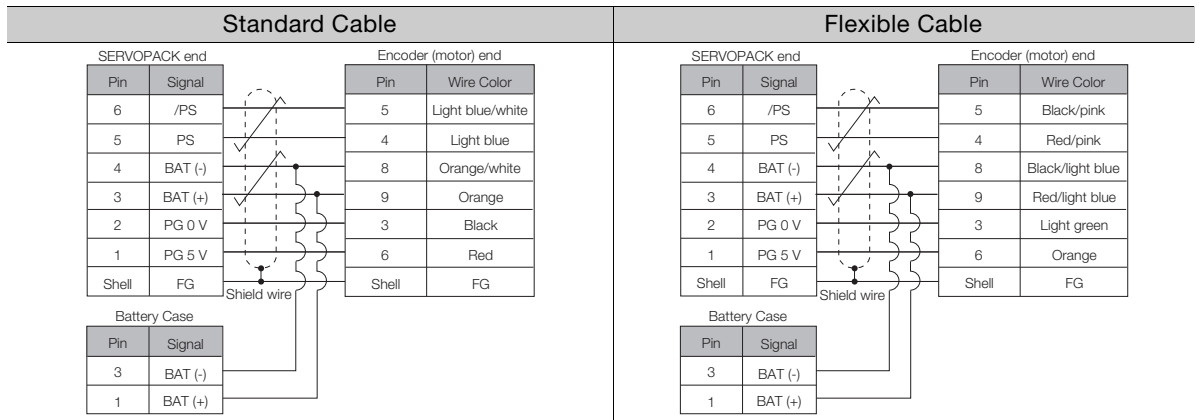 Standard Cable
SERVOPACK end Encoder (motor) end
Pin Signal Pin Wire Color
6 /PS 5 Light blue/white
5 PS 4 Light blue
4 BAT (-) 8 Orange/white
3 BAT (+) 9 Orange
2 PG 0 V 3 Black
1 PG 5 V 6 Red
Shell FG Shell FG
Shield wire
Battery Case
Pin Signal
3 BAT (-)
1 BAT (+)
Flexible Cable
SERVOPACK end Encoder (motor) end
Pin Signal Pin Wire Color
6 /PS 5 Black/pink
5 PS 4 Red/pink
4 BAT (-) 8 Black/light blue
3 BAT (+) 9 Red/light blue
2 PG 0 V 3 Light green
1 PG 5 V 6 Orange
Shell FG Shell FG
Shield wire
Battery Case
Pin Signal
3 BAT (-)
1 BAT (+)